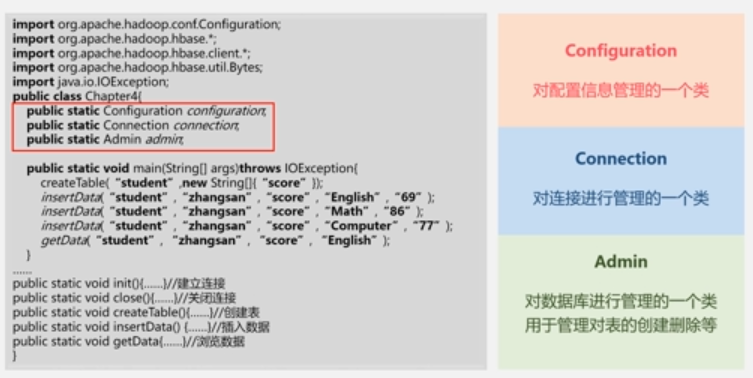 import org.apache.hadoop.conf.Configuration;
import org.apache.hadoop.hbase.*;
import org.apache.hadoop.hbase.client.*;
import org.apache.hadoop.hbase.util.Bytes;
import java.io.IOException;
public class Chapter4{
public static Configuration configuration;
public static Connection connection;
public static Admin admin;
public static void main(String[] args)throws IOException{
createTable( “student” ,new String[]{ “score” });
insertData( “student” , “zhangsan” , “score” , “English” , “69” );
insertData( “student” , “zhangsan” , “score” , “Math” , “86” );
insertData( “student” , “zhangsan” , “score” , “Computer” , “77” );
getData( “student” , “zhangsan” , “score” , “English” );
}
......
public static void init(){......}//建立连接
public static void close(){......}//关闭连接
public static void createTable(){......}//创建表
public static void insertData() {......}//插入数据
public static void getData{......}//浏览数据
}
Configuration
对配置信息管理的一个类
Connection
对连接进行管理的一个类
Admin
对数据库进行管理的一个类
用于管理对表的创建删除等